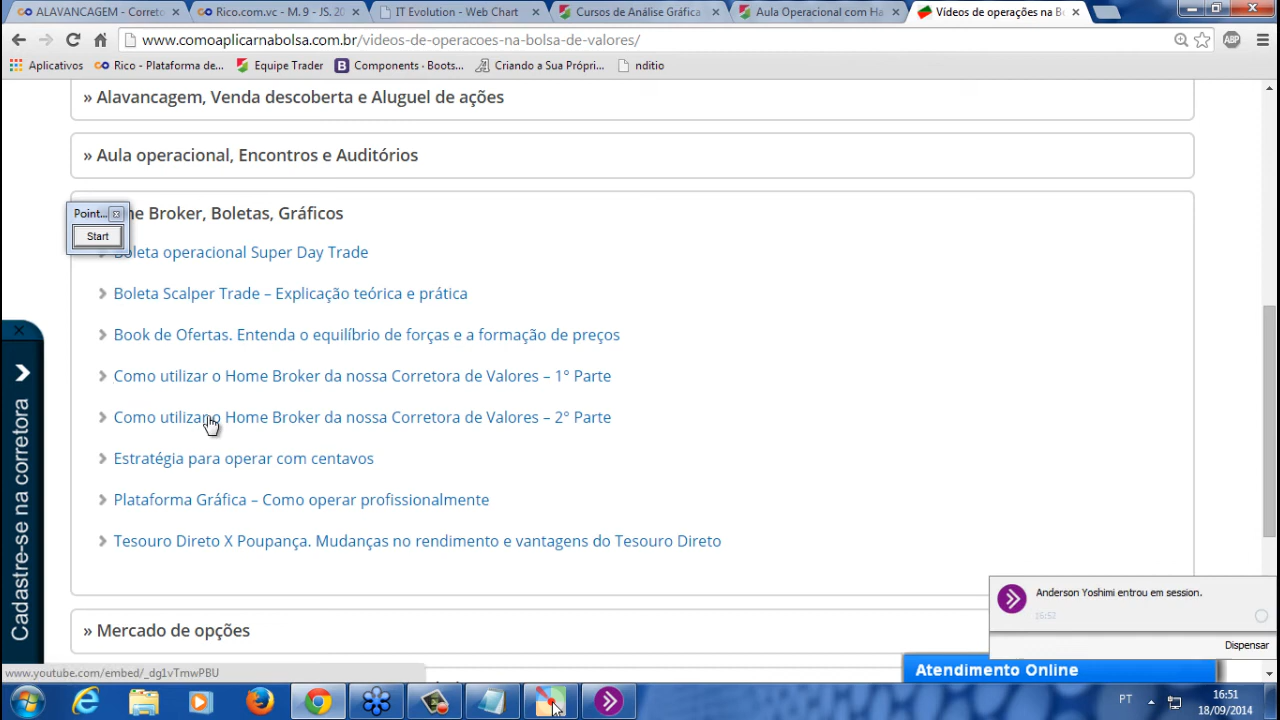 ALAVANCAGEM - Correto
Rico.com.vc - M. 9 - JS. 20
IT Evolution - Web Chart
Cursos de Análise Gráfica
Aula Operacional com Ha
Vídeos de operações na Bo
www.comoaplicarnabolsa.com.br/videos-de-operacoes-na-bolsa-de-valores/
ABP
Aplicativos
Rico - Plataforma de...
Equipe Trader
Components · Boots...
Criando a Sua Própri...
nditio
» Alavancagem, Venda descoberta e Aluguel de ações
» Aula operacional, Encontros e Auditórios
Point...
me Broker, Boletas, Gráficos
Start
Boleta operacional Super Day Trade
Boleta Scalper Trade – Explicação teórica e prática
Book de Ofertas. Entenda o equilíbrio de forças e a formação de preços
Como utilizar o Home Broker da nossa Corretora de Valores – 1° Parte
Como utilizar o Home Broker da nossa Corretora de Valores – 2° Parte
Estratégia para operar com centavos
Plataforma Gráfica – Como operar profissionalmente
Tesouro Direto X Poupança. Mudanças no rendimento e vantagens do Tesouro Direto
Cadastre-se na corretora
Anderson Yoshimi entrou em session.
16:52
» Mercado de opções
Dispensar
Atendimento Online
www.youtube.com/embed/_dg1vTmwPBU
PT
16:51
18/09/2014